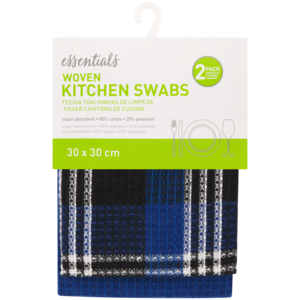 essentials
2 PACK
WOVEN
KITCHEN SWABS
TECIDA TOALHINHAS DE LIMPEZA
TISSER CHIFFONS DE CUISINE
super absorbent • 80% cotton • 20% polyester
30 x 30 cm